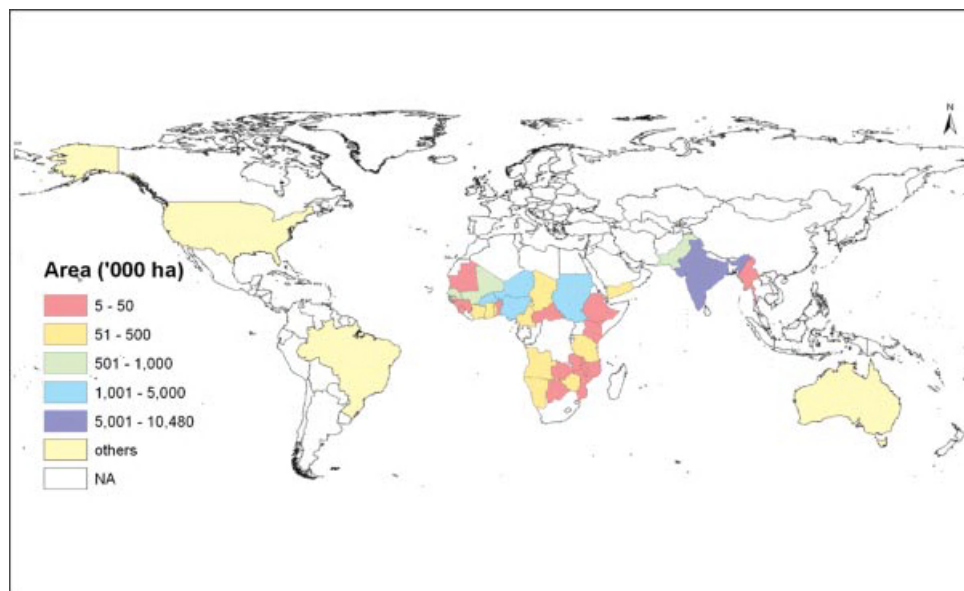 N
Area ('000 ha)
5 - 50
51 - 500
501 - 1,000
1,001 - 5,000
5,001 - 10,480
others
NA